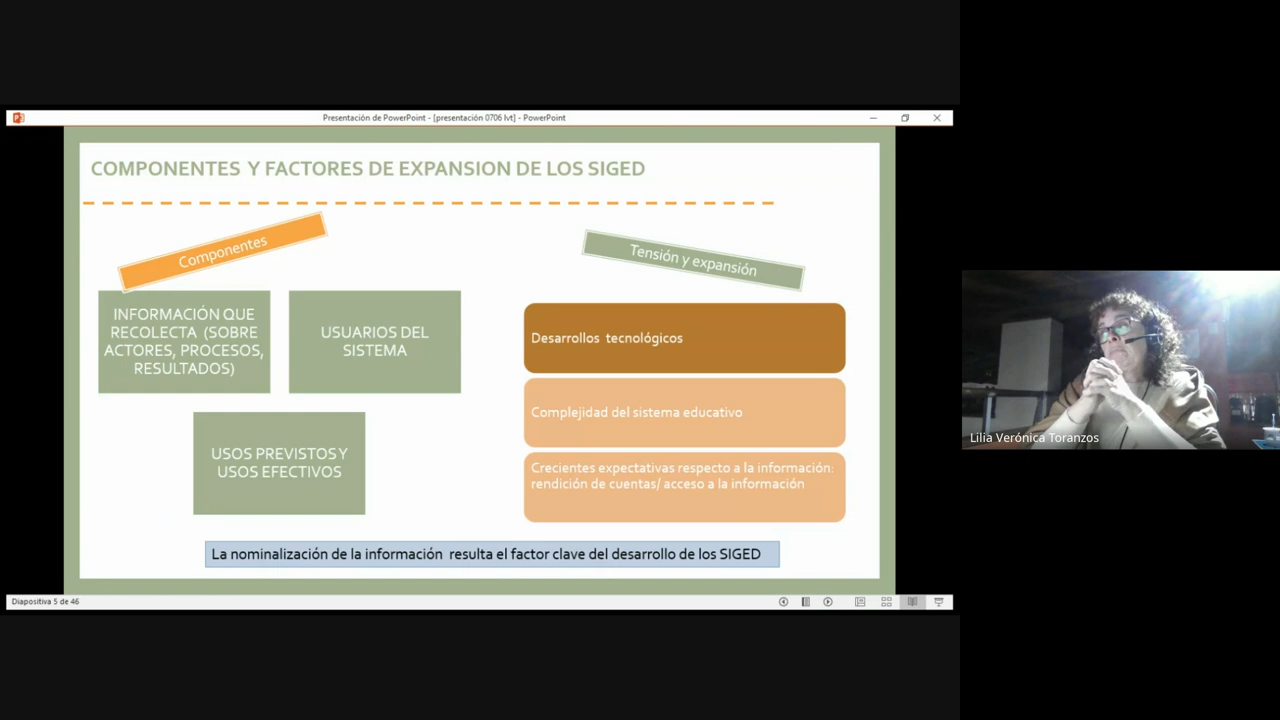 Presentación de PowerPoint - [presentación 0706 lvt] - PowerPoint
COMPONENTES Y FACTORES DE EXPANSION DE LOS SIGED
Componentes
INFORMACIÓN QUE
RECOLECTA (SOBRE
ACTORES, PROCESOS,
RESULTADOS)
USUARIOS DEL
SISTEMA
USOS PREVISTOS Y
USOS EFECTIVOS
Tensión y expansión
Desarrollos tecnológicos
Complejidad del sistema educativo
Crecientes expectativas respecto a la información:
rendición de cuentas/ acceso a la información
La nominalización de la información resulta el factor clave del desarrollo de los SIGED
Diapositiva 5 de 46
Lilia Verónica Toranzos